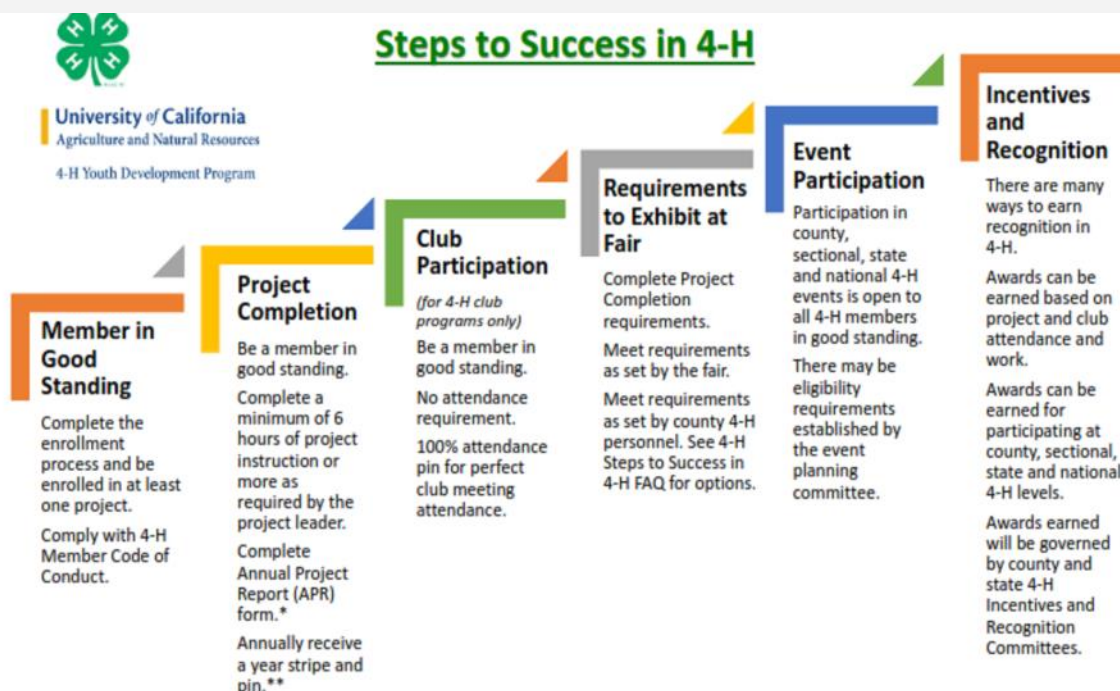 H H
H H
Steps to Success in 4-H
University of California
Agriculture and Natural Resources
4-H Youth Development Program
Member in
Good
Standing
Complete the
enrollment
process and be
enrolled in at least
one project.
Comply with 4-H
Member Code of
Conduct.
Project
Completion
Be a member in
good standing.
Complete a
minimum of 6
hours of project
instruction or
more as
required by the
project leader.
Complete
Annual Project
Report (APR)
form.*
Annually receive
a year stripe and
pin.**
Club
Participation
(for 4-H club
programs only)
Be a member in
good standing.
No attendance
requirement.
100% attendance
pin for perfect
club meeting
attendance.
Requirements
to Exhibit at
Fair
Complete Project
Completion
requirements.
Meet requirements
as set by the fair.
Meet requirements
as set by county 4-H
personnel. See 4-H
Steps to Success in
4-H FAQ for options.
Event
Participation
Participation in
county,
sectional, state
and national 4-H
events is open to
all 4-H members
in good standing.
There may be
eligibility
requirements
established by
the event
planning
committee.
Incentives
and
Recognition
There are many
ways to earn
recognition in
4-H.
Awards can be
earned based on
project and club
attendance and
work.
Awards can be
earned for
participating at
county, sectional,
state and national
4-H levels.
Awards earned
will be governed
by county and
state 4-H
Incentives and
Recognition
Committees.